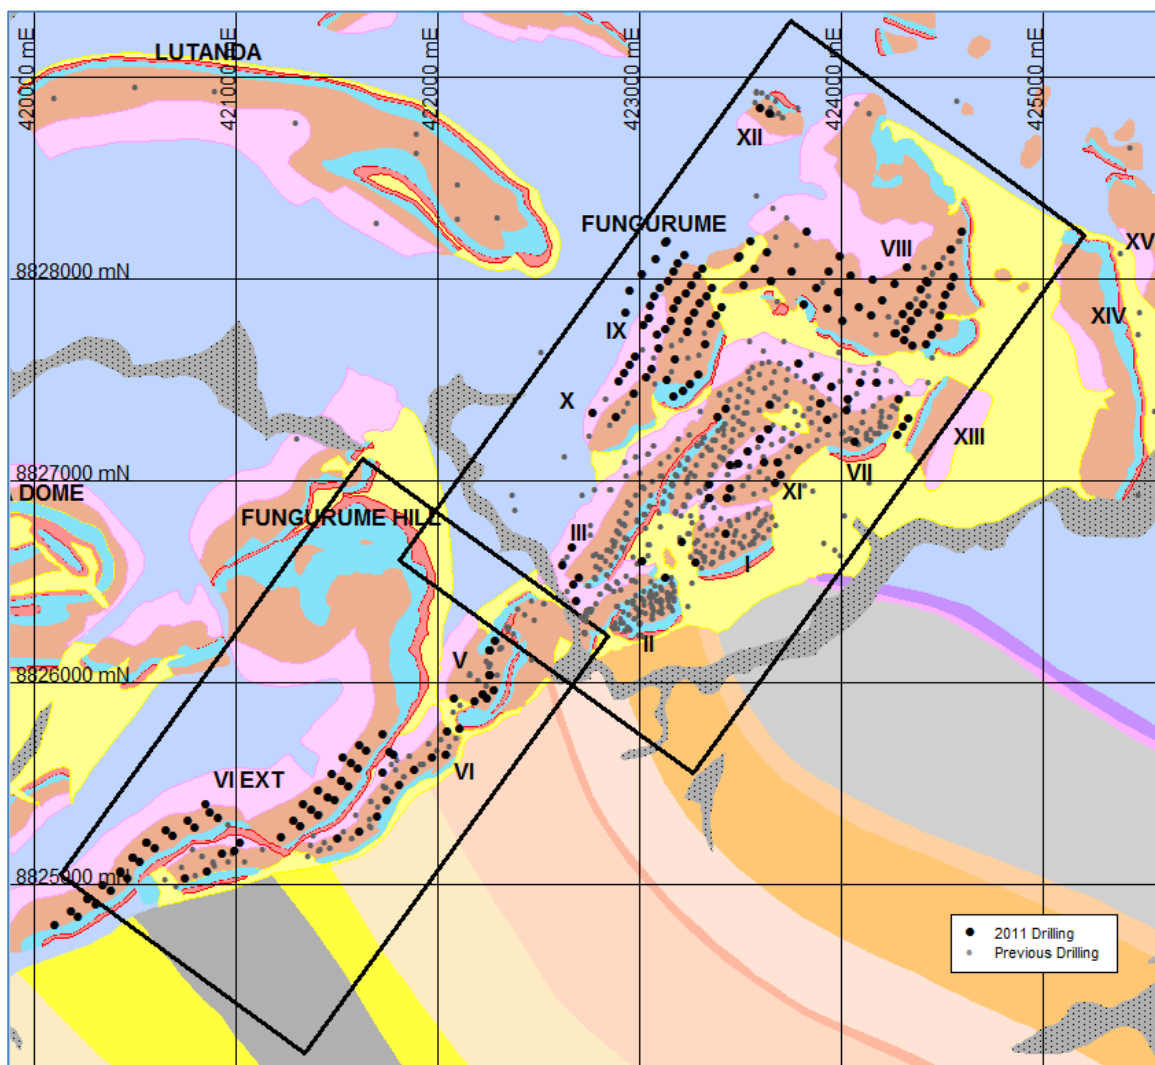 420000 mE
421000 mE
422000 mE
423000 mE
424000 mE
425000 mE
LUTANDA
XII
FUNGURUME
VIII
XV
8828000 mN
IX
XIV
X
XIII
8827000 mN
VII
A DOME
XI
FUNGURUME HILL
III
I
II
V
8826000 mN
VI
VI EXT
8825000 mN
2011 Drilling
Previous Drilling